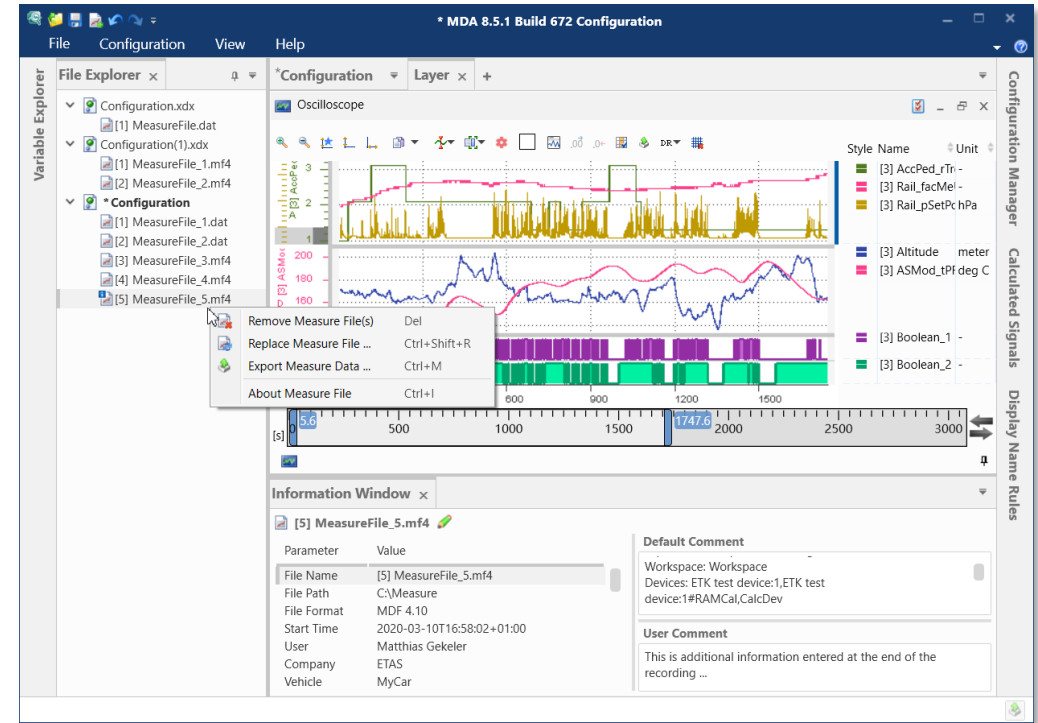 * MDA 8.5.1 Build 672 Configuration
File Configuration View Help
Variable Explorer
File Explorer
Configuration.xdx
[1] MeasureFile.dat
Configuration(1).xdx
[1] MeasureFile_1.mf4
[2] MeasureFile_2.mf4
* Configuration
[1] MeasureFile_1.dat
[2] MeasureFile_2.dat
[3] MeasureFile_3.mf4
[4] MeasureFile_4.mf4
[5] MeasureFile_5.mf4
Remove Measure File(s) Del
Replace Measure File ... Ctrl+Shift+R
Export Measure Data ... Ctrl+M
About Measure File Ctrl+I
*Configuration Layer +
Oscilloscope
DR
Style Name Unit
[3] AccPed_rTr -
[3] Rail_facMe -
[3] Rail_pSetPo hPa
[3] Altitude meter
[3] ASMod_tPl deg C
[3] Boolean_1 -
[3] Boolean_2 -
3
2
1
A [3] AccPe
200
180
160
[3] ASMod
600 900 1200 1500
5.6 1747.6
[s] 0 500 1000 1500 2000 2500 3000
Information Window
[5] MeasureFile_5.mf4
Parameter Value
File Name [5] MeasureFile_5.mf4
File Path C:\Measure
File Format MDF 4.10
Start Time 2020-03-10T16:58:02+01:00
User Matthias Gekeler
Company ETAS
Vehicle MyCar
Default Comment
Workspace: Workspace
Devices: ETK test device:1,ETK test
device:1#RAMCal,CalcDev
User Comment
This is additional information entered at the end of the
recording ...
Configuration Manager
Calculated Signals
Display Name Rules